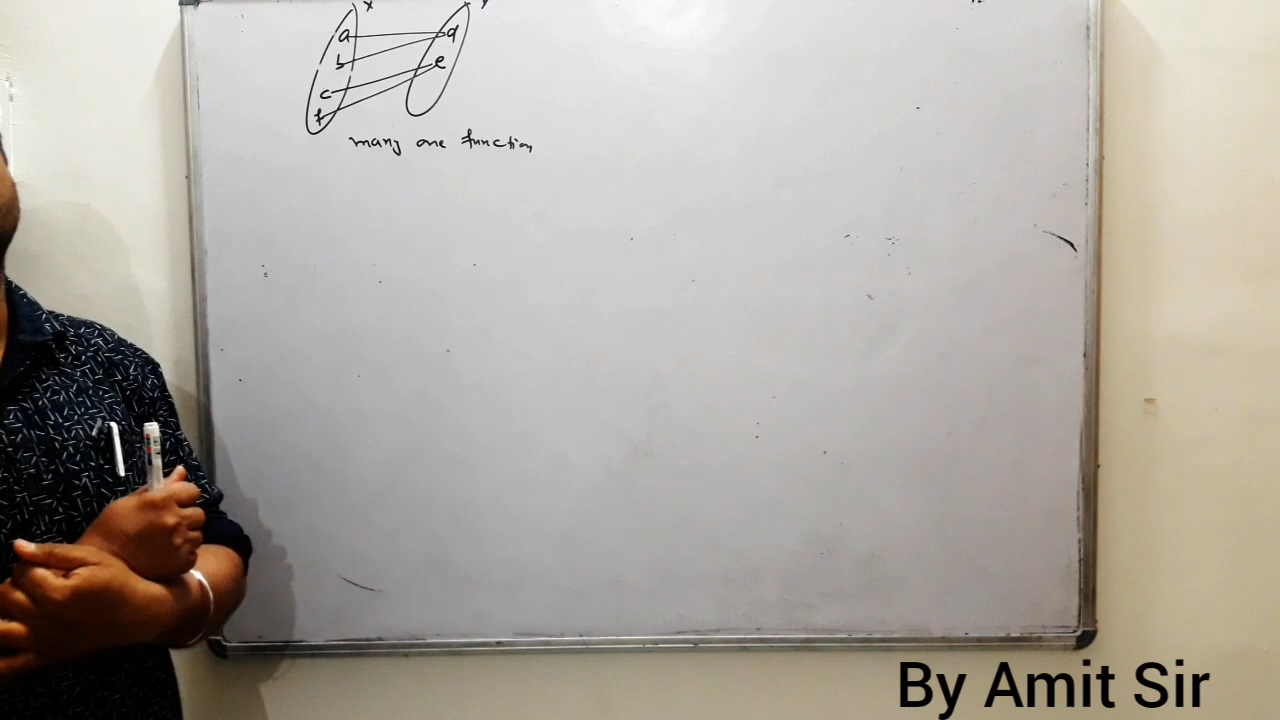 x
a d
b e
c
f
many one function
By Amit Sir